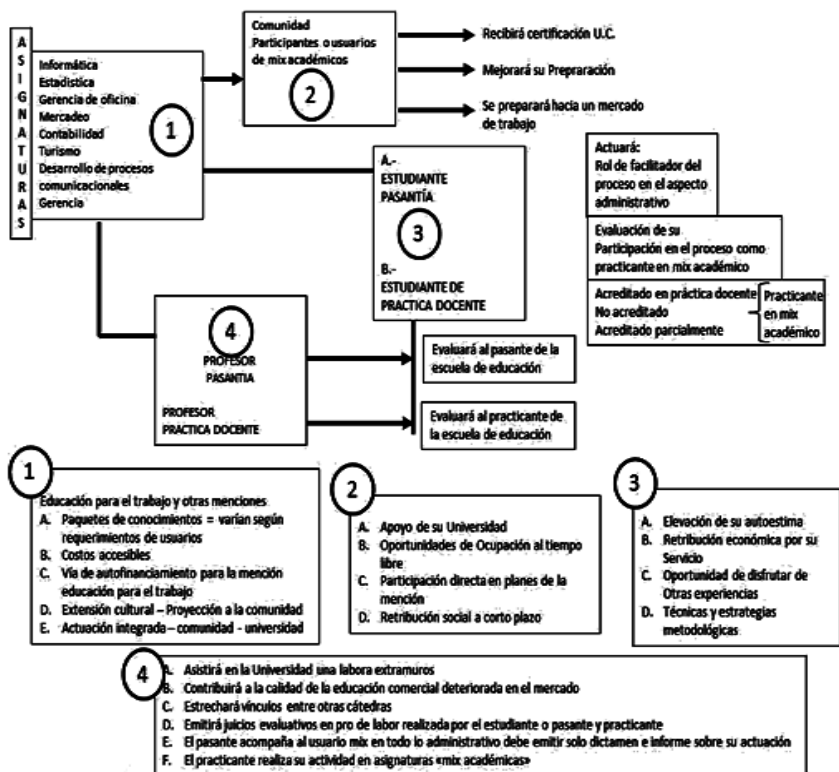 ASIGNATURAS
Informática
Estadistica
Gerencia de oficina
Mercadeo
Contabilidad
Turismo
Desarrollo de procesos
comunicacionales
Gerencia
1
Comunidad
Participantes o usuarios
de mix académicos
2
Recibirá certificación U.C.
Mejorará su Prepraración
Se preparará hacia un mercado
de trabajo
A.-
ESTUDIANTE
PASANTÍA
3
B.-
ESTUDIANTE DE
PRACTICA DOCENTE
Actuará:
Rol de facilitador del
proceso en el aspecto
administrativo
Evaluación de su
Participación en el proceso como
practicante en mix académico
Acreditado en práctica docente
No acreditado
Acreditado parcialmente
Practicante
en mix
académico
4
PROFESOR
PASANTIA
PROFESOR
PRACTICA DOCENTE
Evaluará al pasante de la
escuela de educación
Evaluará al practicante de
la escuela de educación
1
Educación para el trabajo y otras menciones
A. Paquetes de conocimientos = varían según
requerimientos de usuarios
B. Costos accesibles
C. Vía de autofinanciamiento para la mención
educación para el trabajo
D. Extensión cultural – Proyección a la comunidad
E. Actuación integrada – comunidad - universidad
2
A. Apoyo de su Universidad
B. Oportunidades de Ocupación al tiempo
libre
C. Participación directa en planes de la
mención
D. Retribución social a corto plazo
3
A. Elevación de su autoestima
B. Retribución económica por su
Servicio
C. Oportunidad de disfrutar de
Otras experiencias
D. Técnicas y estrategias
metodológicas
4
A. Asistirá en la Universidad una labora extramuros
B. Contribuirá a la calidad de la educación comercial deteriorada en el mercado
C. Estrechará vínculos entre otras cátedras
D. Emitirá juicios evaluativos en pro de labor realizada por el estudiante o pasante y practicante
E. El pasante acompaña al usuario mix en todo lo administrativo debe emitir solo dictamen e informe sobre su actuación
F. El practicante realiza su actividad en asignaturas «mix académicas»